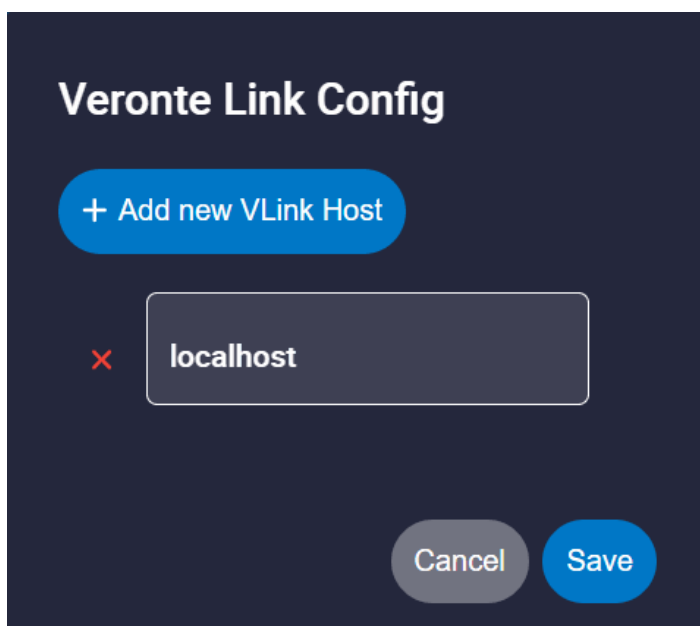 Veronte Link Config
+ Add new VLink Host
localhost
Cancel
Save